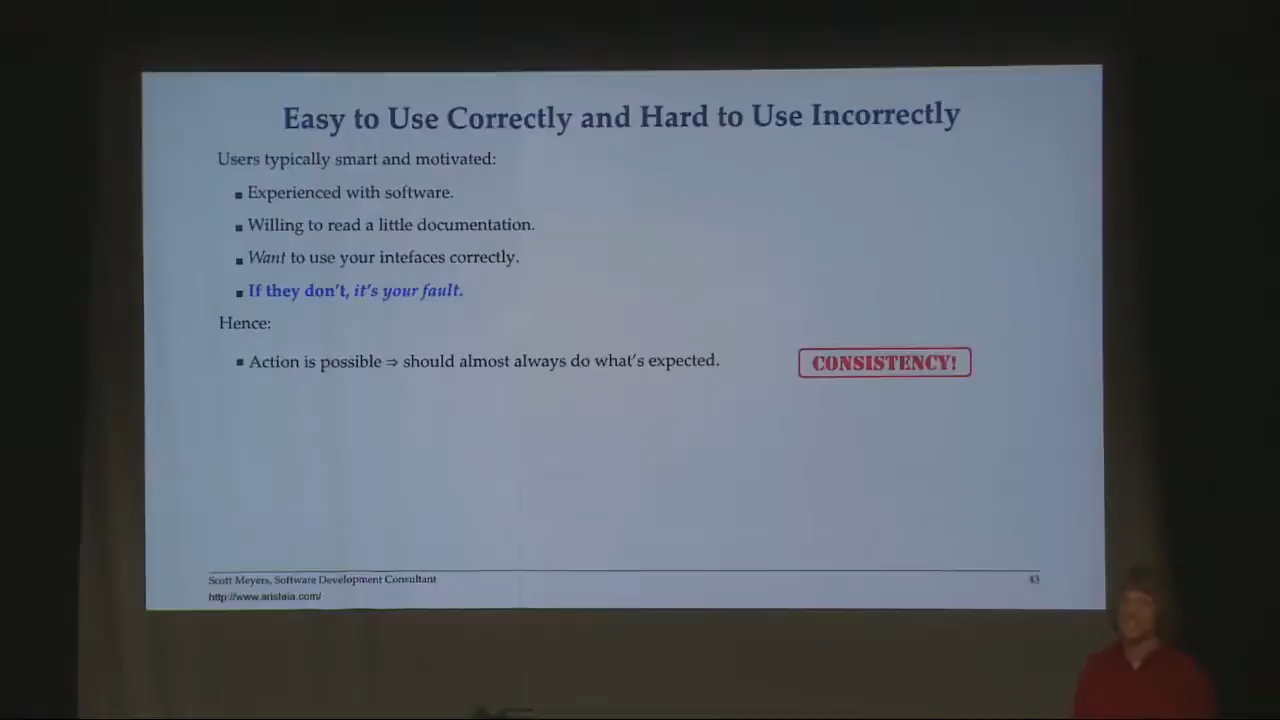 Easy to Use Correctly and Hard to Use Incorrectly
Users typically smart and motivated:
■ Experienced with software.
■ Willing to read a little documentation.
■ Want to use your intefaces correctly.
■ If they don't, it's your fault.
Hence:
■ Action is possible ⇒ should almost always do what's expected.
CONSISTENCY!
Scott Meyers, Software Development Consultant
43
http://www.aristeia.com/